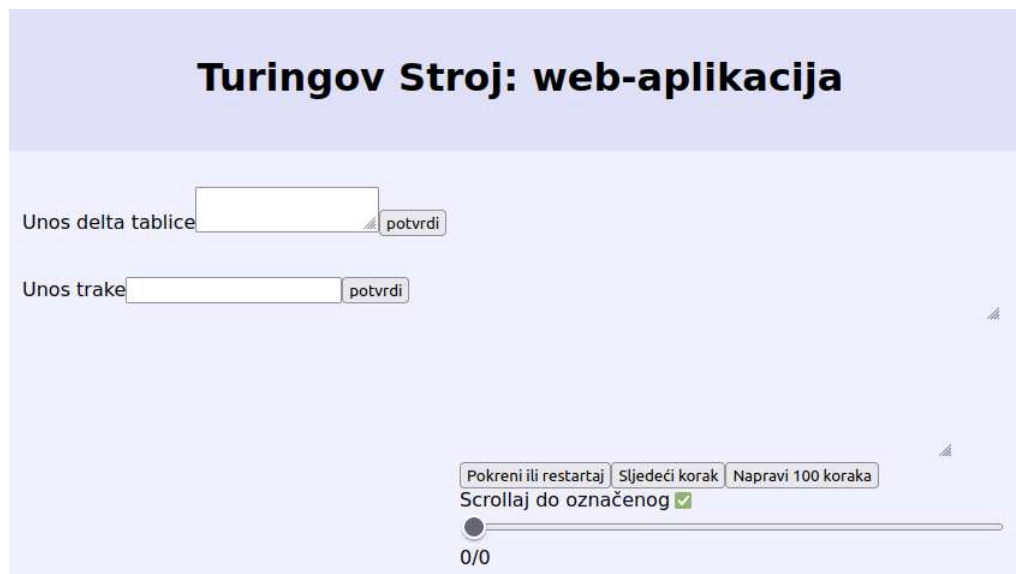 Turingov Stroj: web-aplikacija
Unos delta tablice potvrdi
Unos trake potvrdi
Pokreni ili restartaj Sljedeći korak Napravi 100 koraka
Scrollaj do označenog ✅
0/0